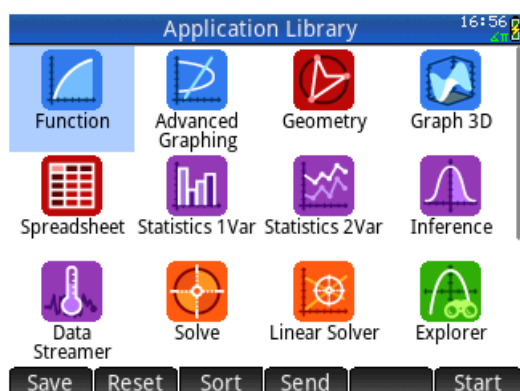 Application Library 16:56
∡π
Function Advanced Graphing Geometry Graph 3D
Spreadsheet Statistics 1Var Statistics 2Var Inference
Data Streamer Solve Linear Solver Explorer
Save Reset Sort Send Start